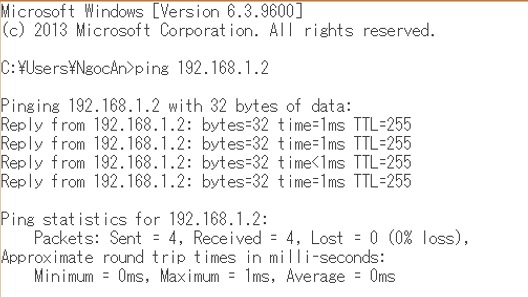 Microsoft Windows [Version 6.3.9600]
(c) 2013 Microsoft Corporation. All rights reserved.
C:¥Users¥NgocAn>ping 192.168.1.2
Pinging 192.168.1.2 with 32 bytes of data:
Reply from 192.168.1.2: bytes=32 time=1ms TTL=255
Reply from 192.168.1.2: bytes=32 time=1ms TTL=255
Reply from 192.168.1.2: bytes=32 time<1ms TTL=255
Reply from 192.168.1.2: bytes=32 time=1ms TTL=255
Ping statistics for 192.168.1.2:
Packets: Sent = 4, Received = 4, Lost = 0 (0% loss),
Approximate round trip times in milli-seconds:
Minimum = 0ms, Maximum = 1ms, Average = 0ms